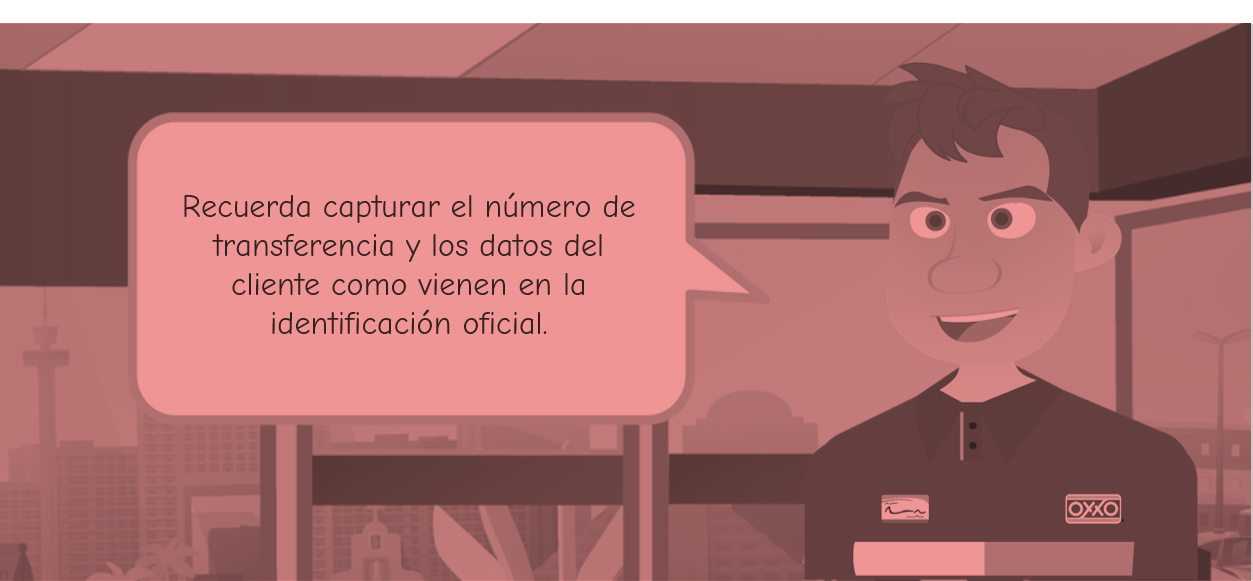 Recuerda capturar el número de
transferencia y los datos del
cliente como vienen en la
identificación oficial.
OXXO